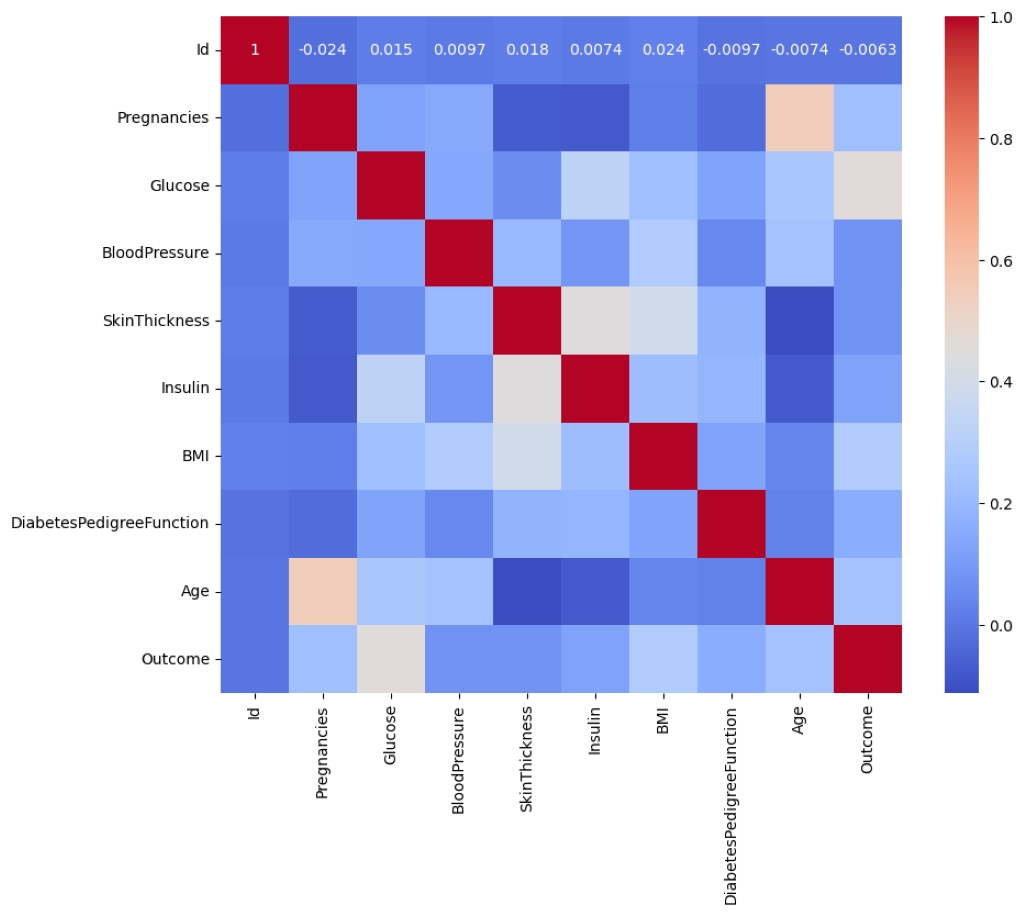 Id 1 -0.024 0.015 0.0097 0.018 0.0074 0.024 -0.0097 -0.0074 -0.0063
Pregnancies
Glucose
BloodPressure
SkinThickness
Insulin
BMI
DiabetesPedigreeFunction
Age
Outcome
Id
Pregnancies
Glucose
BloodPressure
SkinThickness
Insulin
BMI
DiabetesPedigreeFunction
Age
Outcome
1.0
0.8
0.6
0.4
0.2
0.0